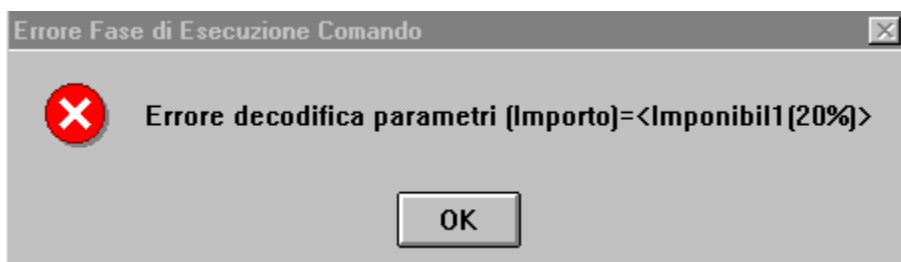 Errore Fase di Esecuzione Comando
Errore decodifica parametri (Importo)=<Imponibil1(20%)>
OK